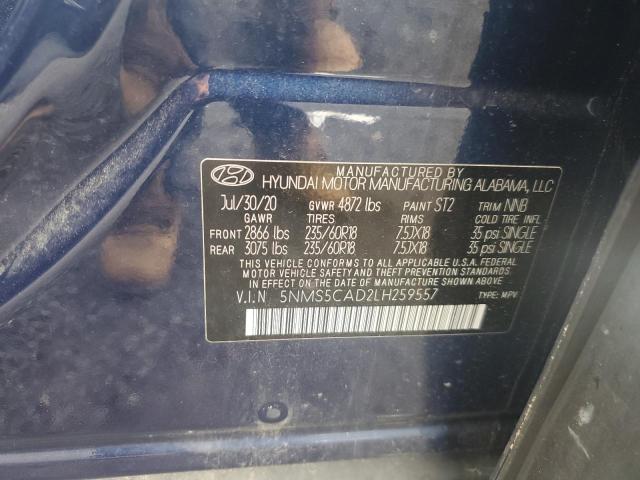 MANUFACTURED BY
HYUNDAI MOTOR MANUFACTURING ALABAMA, LLC
Jul/30/20 GVWR 4872 lbs PAINT ST2 TRIM NNB
GAWR TIRES RIMS COLD TIRE INFL.
FRONT 2866 lbs 235/60R18 7.5JX18 35 psi SINGLE
REAR 3075 lbs 235/60R18 7.5JX18 35 psi SINGLE
THIS VEHICLE CONFORMS TO ALL APPLICABLE U.S.A. FEDERAL
MOTOR VEHICLE SAFETY, BUMPER, AND THEFT PREVENTION
STANDARDS IN EFFECT ON THE DATE OF MANUFACTURE SHOWN ABOVE
V.I.N 5NMS5CAD2LH259557 TYPE: MPV